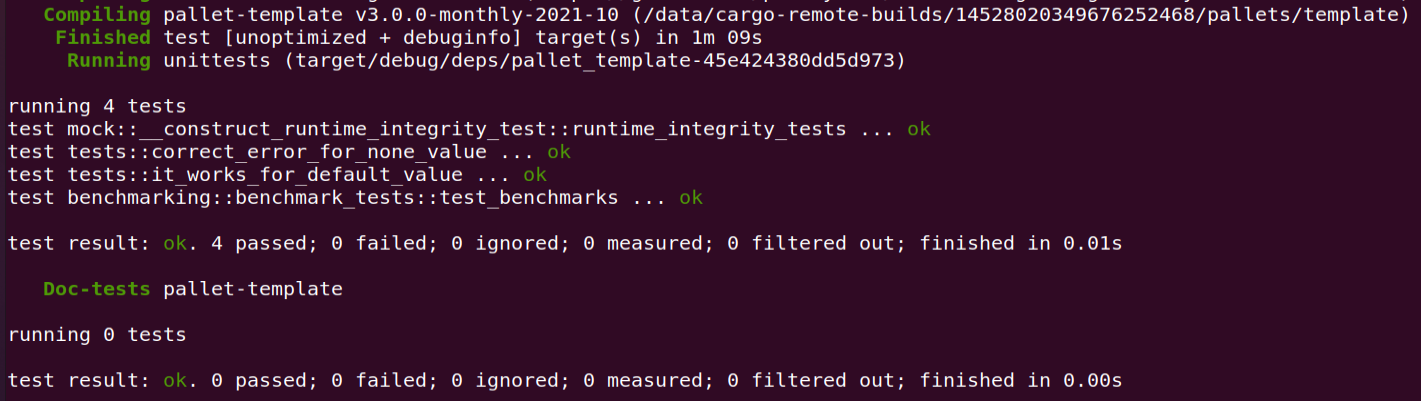 Compiling pallet-template v3.0.0-monthly-2021-10 (/data/cargo-remote-builds/14528020349676252468/pallets/template)
Finished test [unoptimized + debuginfo] target(s) in 1m 09s
Running unittests (target/debug/deps/pallet_template-45e424380dd5d973)
running 4 tests
test mock::__construct_runtime_integrity_test::runtime_integrity_tests ... ok
test tests::correct_error_for_none_value ... ok
test tests::it_works_for_default_value ... ok
test benchmarking::benchmark_tests::test_benchmarks ... ok
test result: ok. 4 passed; 0 failed; 0 ignored; 0 measured; 0 filtered out; finished in 0.01s
Doc-tests pallet-template
running 0 tests
test result: ok. 0 passed; 0 failed; 0 ignored; 0 measured; 0 filtered out; finished in 0.00s